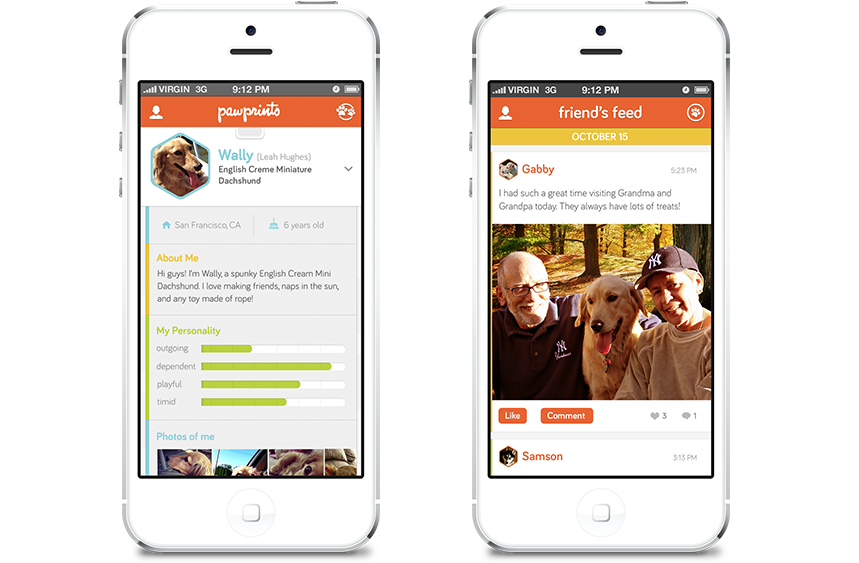 VIRGIN 3G 9:12 PM
pawprints
Wally (Leah Hughes)
English Creme Miniature
Dachshund
San Francisco, CA 6 years old
About Me
Hi guys! I'm Wally, a spunky English Cream Mini
Dachshund. I love making friends, naps in the sun,
and any toy made of rope!
My Personality
outgoing
dependent
playful
timid
Photos of me
VIRGIN 3G 9:12 PM
friend's feed
OCTOBER 15
Gabby 5:23 PM
I had such a great time visiting Grandma and
Grandpa today. They always have lots of treats!
NY
NY
Yankees
Like Comment 3 1
Samson 3:13 PM